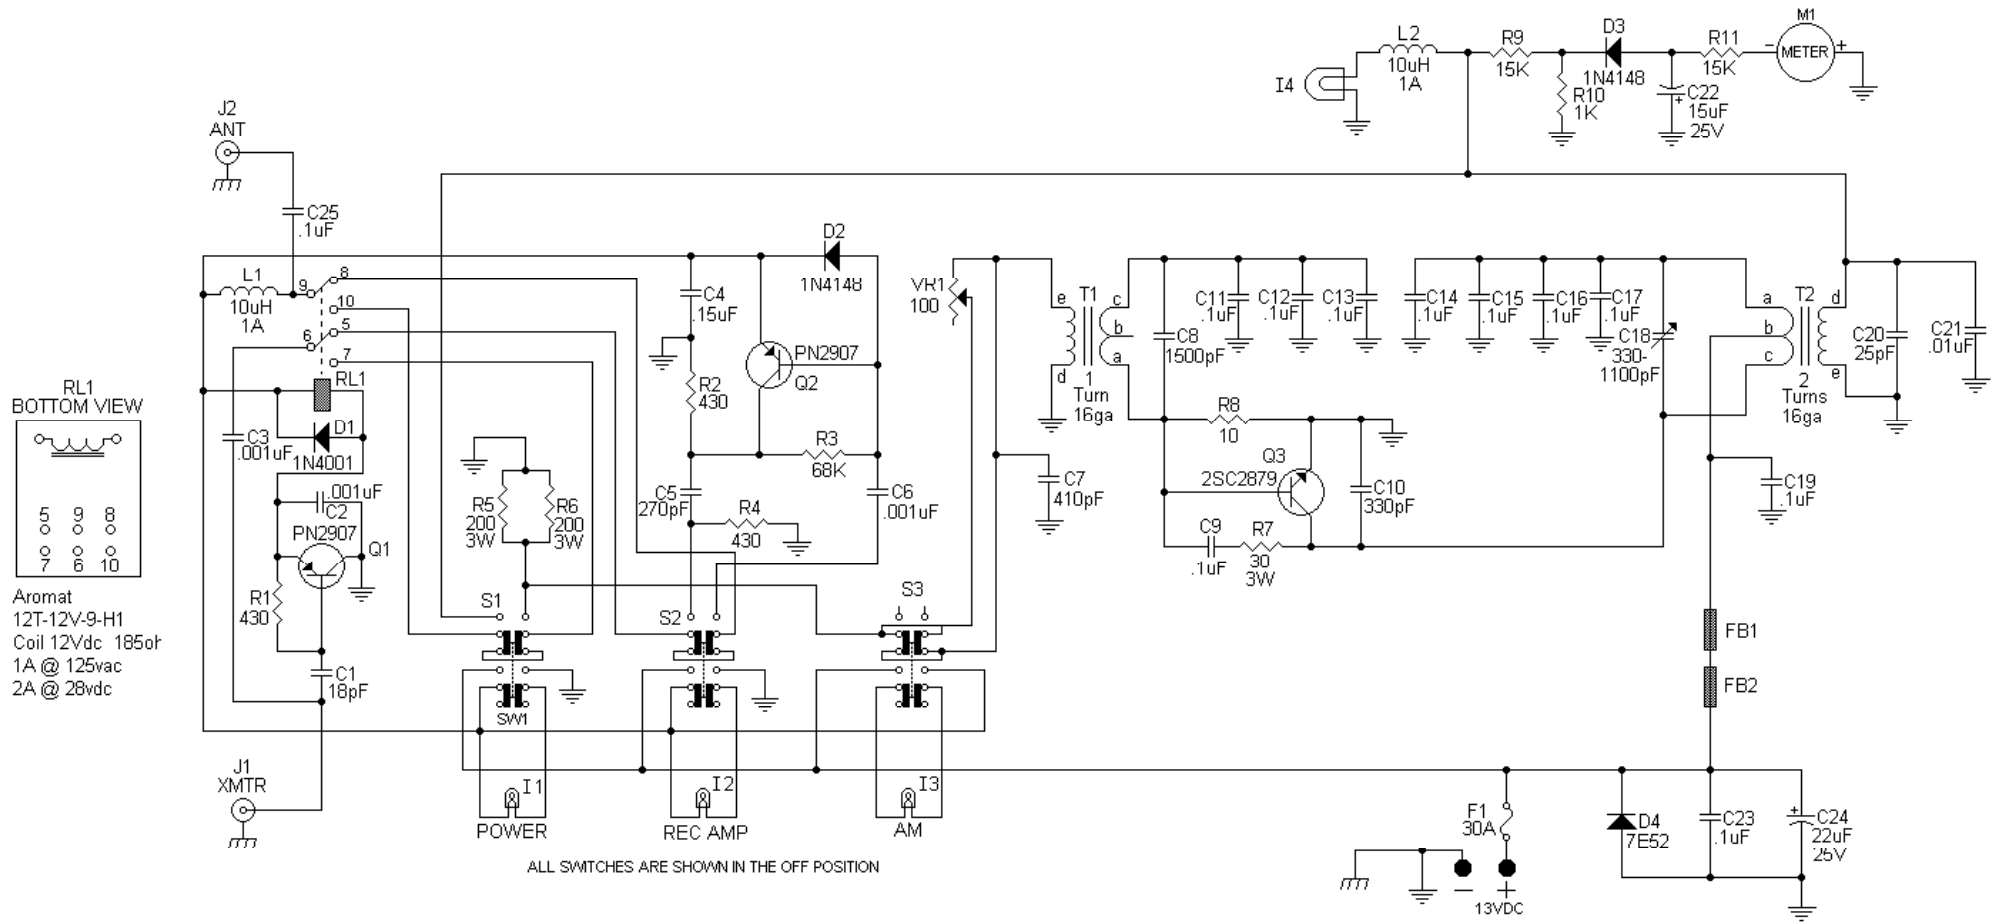 M1
METER
-
+
D3
1N4148
R9
15K
R11
15K
L2
10uH
1A
I4
R10
1K
C22
15uF
25V
+
J2
ANT
C25
.1uF
L1
10uH
1A
9
8
10
5
6
7
RL1
C3
.001uF
D1
1N4001
.001uF
C2
PN2907
Q1
R1
430
C1
18pF
J1
XMTR
RL1
BOTTOM VIEW
5 9 8
7 6 10
Aromat
12T-12V-9-H1
Coil 12Vdc
1A @ 125vac
2A @ 28vdc
D2
1N4148
C4
.15uF
PN2907
Q2
R2
430
R3
68K
C5
270pF
R4
430
C6
.001uF
R5
200
3W
R6
200
3W
S1
S2
S3
SW1
I1
POWER
I2
REC AMP
I3
AM
ALL SWITCHES ARE SHOWN IN THE OFF POSITION
VR1
100
e
d
T1
c
b
a
1
Turn
16ga
C7
410pF
C8
1500pF
C11
.1uF
C12
.1uF
C13
.1uF
C14
.1uF
C15
.1uF
C16
.1uF
C17
.1uF
C18
330-
1100pF
R8
10
Q3
2SC2879
C10
330pF
C9
.1uF
R7
30
3W
a
b
c
T2
d
e
2
Turns
16ga
C20
25pF
C21
.01uF
C19
.1uF
FB1
FB2
F1
30A
-
+
13VDC
D4
7E52
C23
.1uF
+
C24
22uF
25V